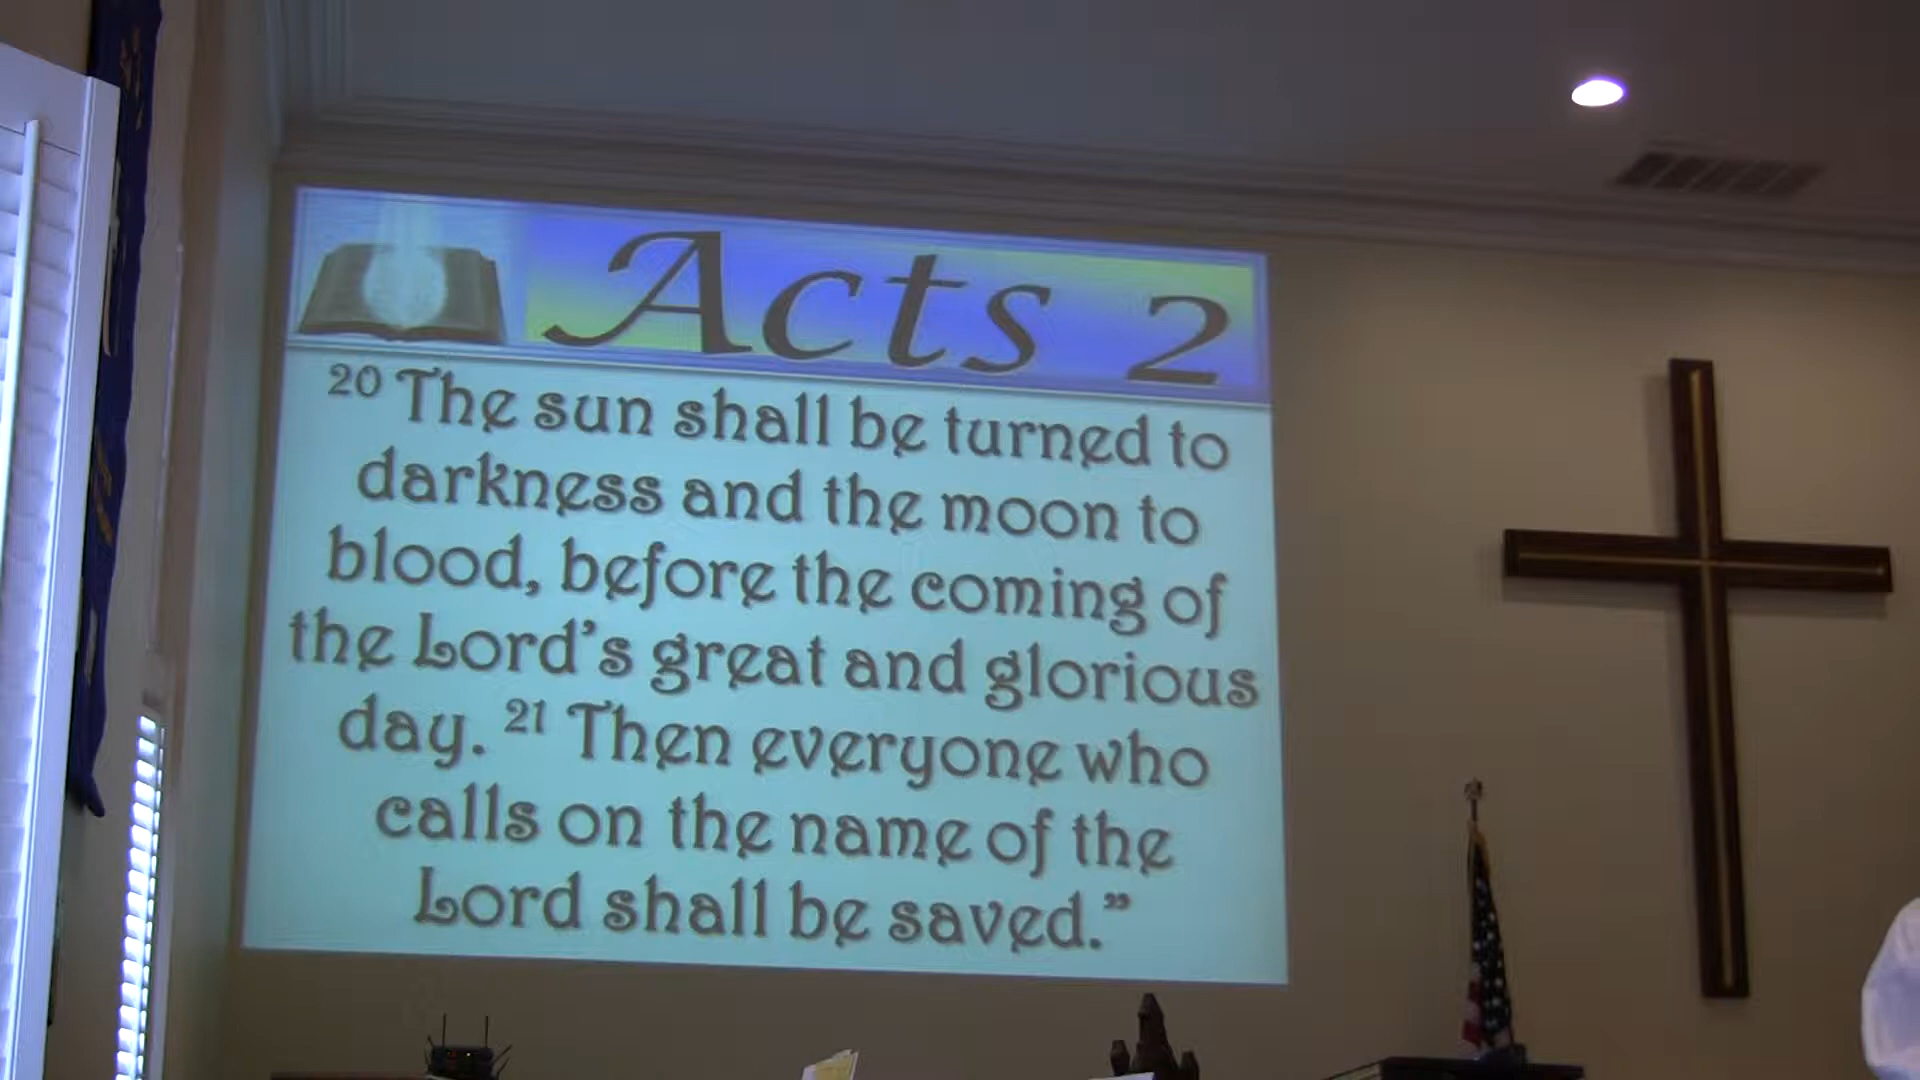 Acts 2
20 The sun shall be turned to
darkness and the moon to
blood, before the coming of
the Lord’s great and glorious
day. 21 Then everyone who
calls on the name of the
Lord shall be saved.”